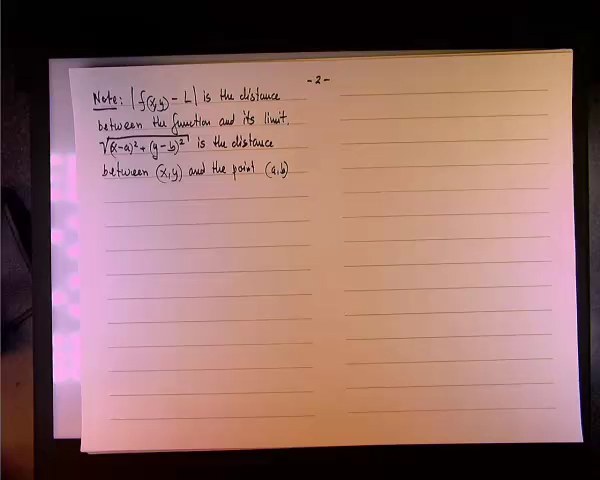 - 2 -
Note: |f(x,y) - L| is the distance
between the function and its limit.
√(x-a)² + (y-b)² is the distance
between (x,y) and the point (a,b)